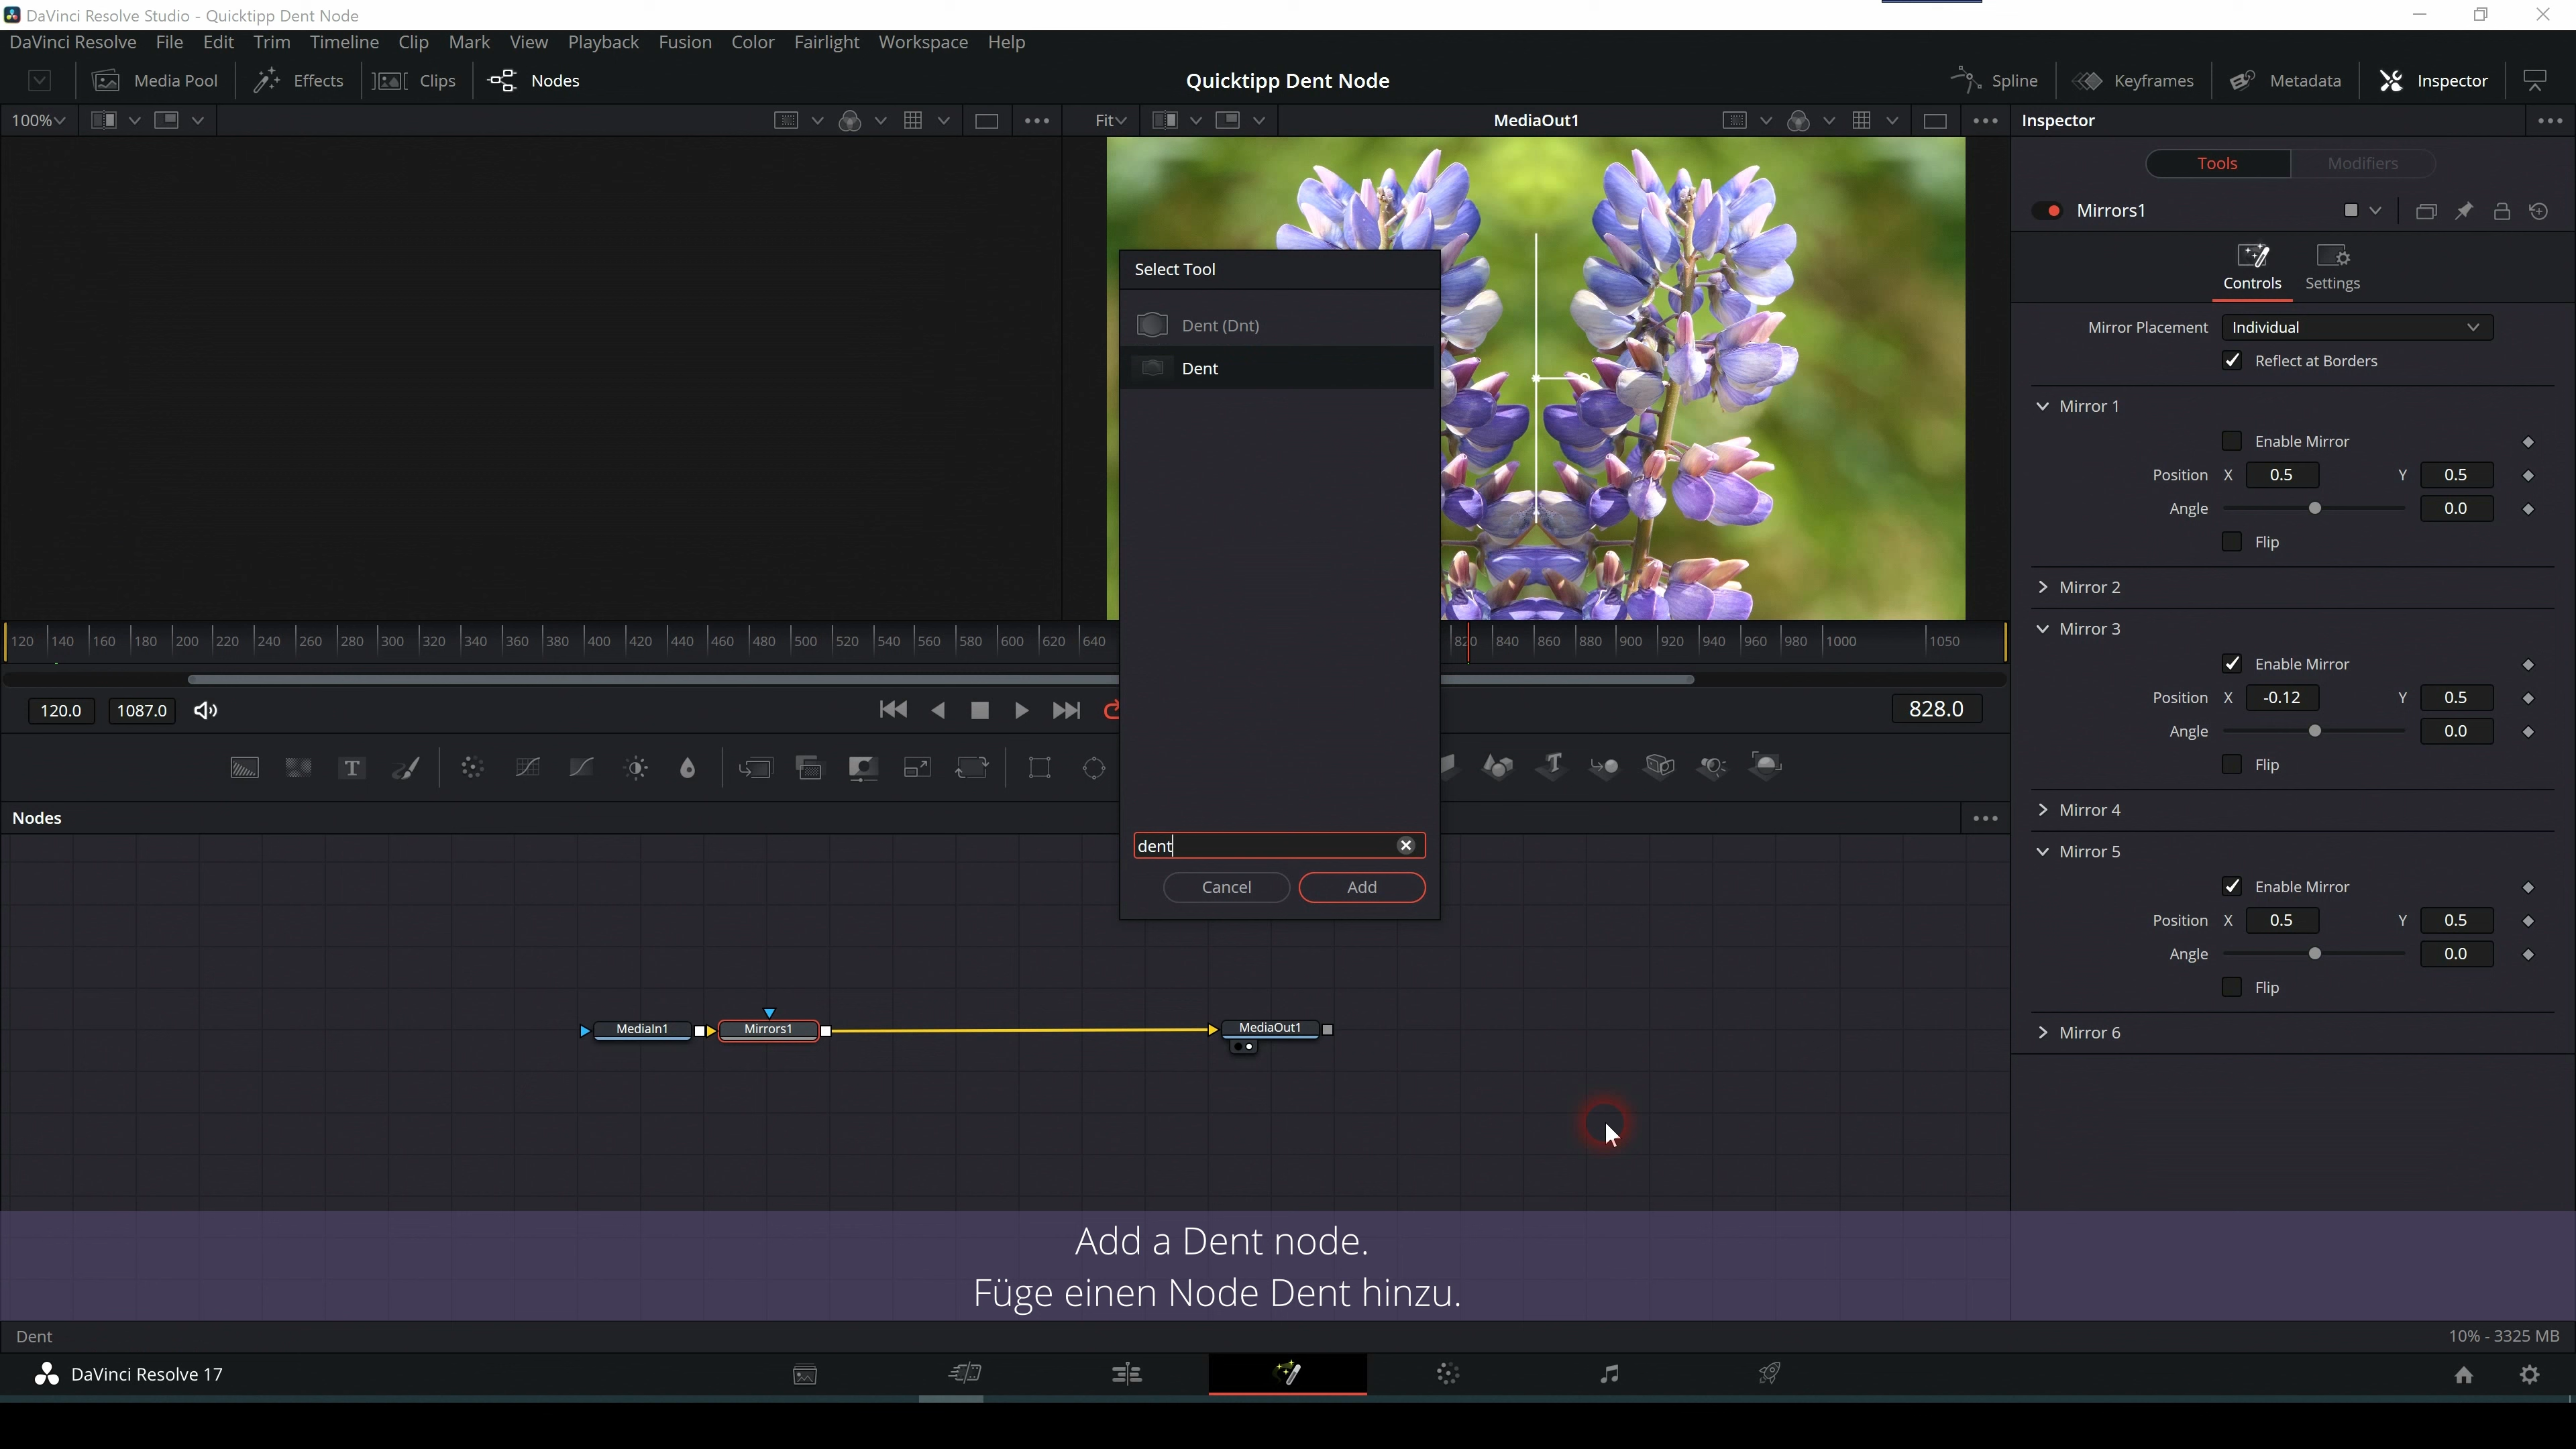 DaVinci Resolve Studio - Quicktipp Dent Node
DaVinci Resolve File Edit Trim Timeline Clip Mark View Playback Fusion Color Fairlight Workspace Help
Media Pool Effects Clips Nodes Quicktipp Dent Node Spline Keyframes Metadata Inspector
100% Fit MediaOut1 Inspector
Tools Modifiers
Mirrors1
Controls Settings
Mirror Placement Individual
Reflect at Borders
Mirror 1
Enable Mirror
Position X 0.5 Y 0.5
Angle 0.0
Flip
Mirror 2
Mirror 3
Enable Mirror
Position X -0.12 Y 0.5
Angle 0.0
Flip
Mirror 4
Mirror 5
Enable Mirror
Position X 0.5 Y 0.5
Angle 0.0
Flip
Mirror 6
Select Tool
Dent (Dnt)
Dent
dent
Cancel Add
120 140 160 180 200 220 240 260 280 300 320 340 360 380 400 420 440 460 480 500 520 540 560 580 600 620 640 820 840 860 880 900 920 940 960 980 1000 1050
120.0 1087.0 828.0
T T
Nodes
MediaIn1 Mirrors1 MediaOut1
Add a Dent node.
Füge einen Node Dent hinzu.
Dent 10% - 3325 MB
DaVinci Resolve 17